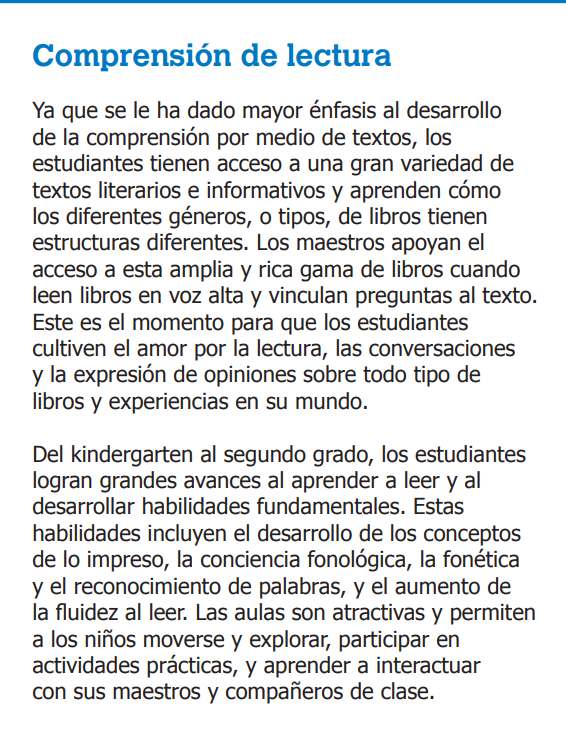 Comprensión de lectura
Ya que se le ha dado mayor énfasis al desarrollo
de la comprensión por medio de textos, los
estudiantes tienen acceso a una gran variedad de
textos literarios e informativos y aprenden cómo
los diferentes géneros, o tipos, de libros tienen
estructuras diferentes. Los maestros apoyan el
acceso a esta amplia y rica gama de libros cuando
leen libros en voz alta y vinculan preguntas al texto.
Este es el momento para que los estudiantes
cultiven el amor por la lectura, las conversaciones
y la expresión de opiniones sobre todo tipo de
libros y experiencias en su mundo.
Del kindergarten al segundo grado, los estudiantes
logran grandes avances al aprender a leer y al
desarrollar habilidades fundamentales. Estas
habilidades incluyen el desarrollo de los conceptos
de lo impreso, la conciencia fonológica, la fonética
y el reconocimiento de palabras, y el aumento de
la fluidez al leer. Las aulas son atractivas y permiten
a los niños moverse y explorar, participar en
actividades prácticas, y aprender a interactuar
con sus maestros y compañeros de clase.